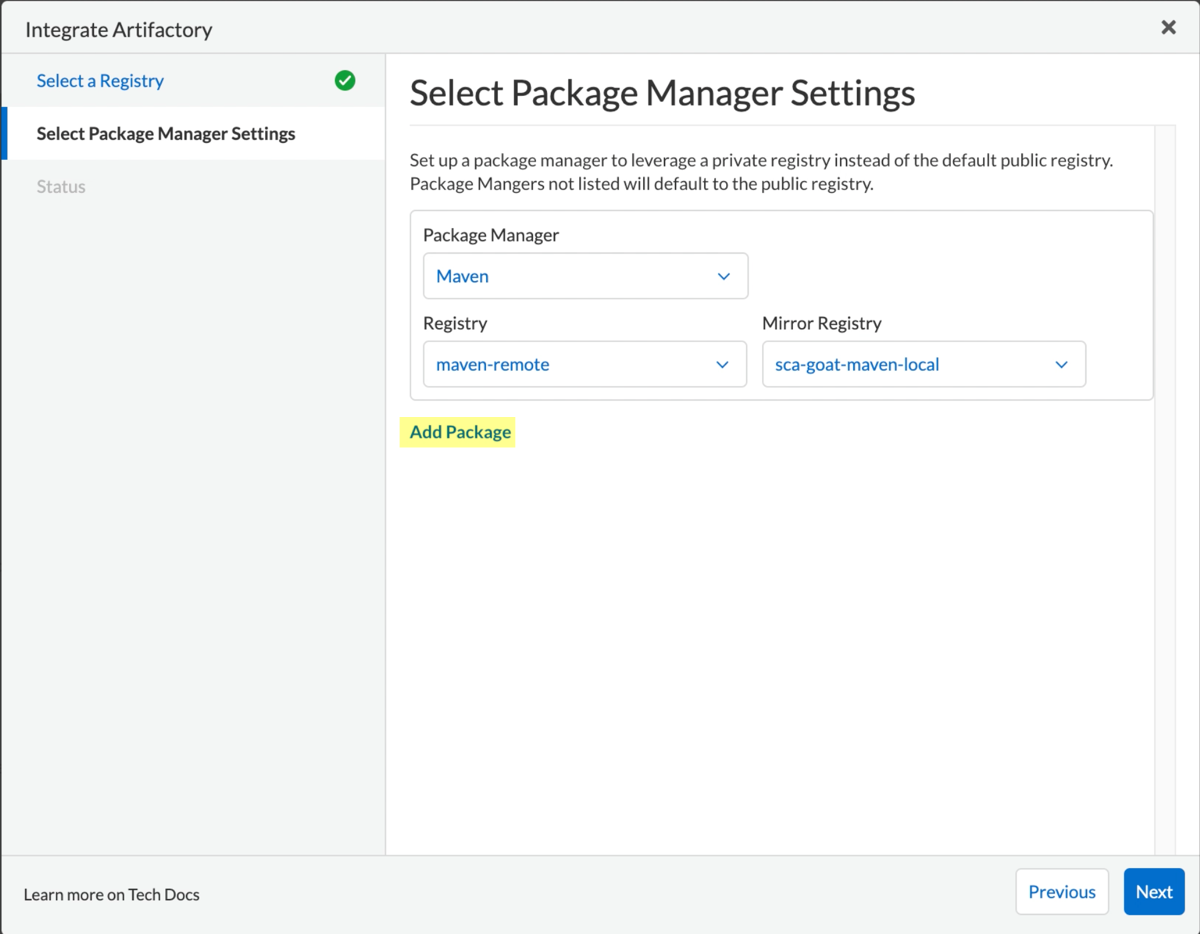 Integrate Artifactory
Select a Registry
Select Package Manager Settings
Status
Select Package Manager Settings
Set up a package manager to leverage a private registry instead of the default public registry.
Package Mangers not listed will default to the public registry.
Package Manager
Maven
Registry
Mirror Registry
maven-remote
sca-goat-maven-local
Add Package
Learn more on Tech Docs
Previous
Next